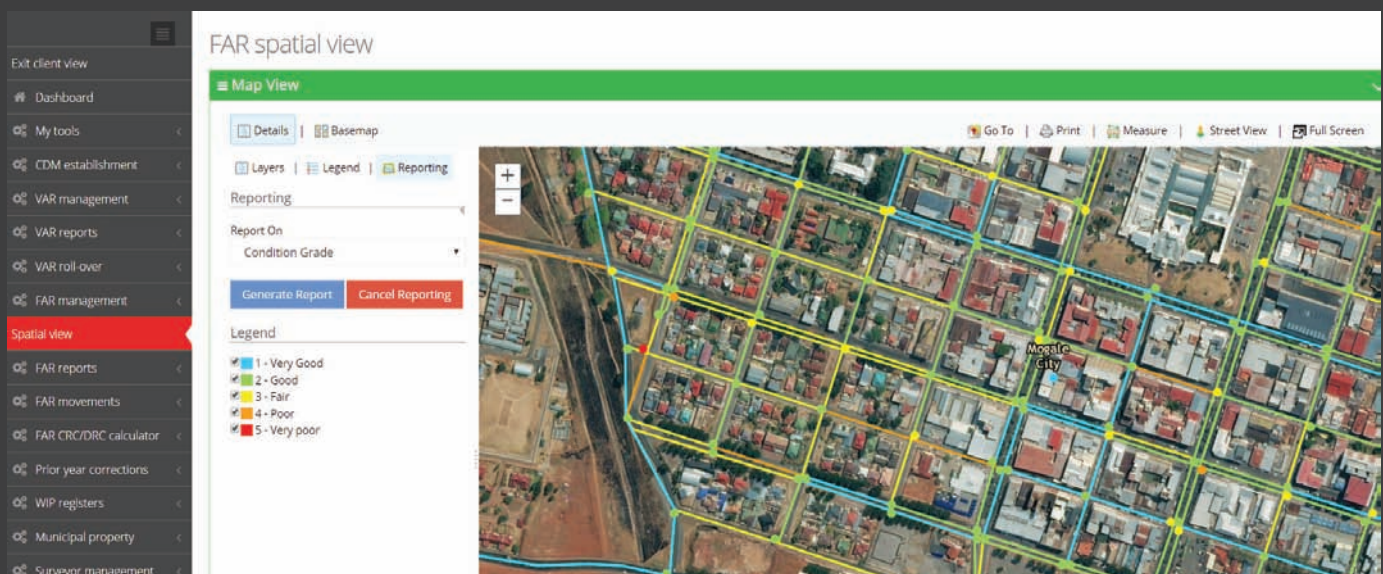 Exit client view
Dashboard
My tools
CDM establishment
VAR management
VAR reports
VAR roll-over
FAR management
Spatial view
FAR reports
FAR movements
FAR CRC/DRC calculator
Prior year corrections
WIP registers
Municipal property
Surveyor management
FAR spatial view
Map View
Details | Basemap
Go To | Print | Measure | Street View | Full Screen
Layers | Legend | Reporting
Reporting
Report On
Condition Grade
Generate Report Cancel Reporting
Legend
1 - Very Good
2 - Good
3 - Fair
4 - Poor
5 - Very poor
+
−
Mogale
City